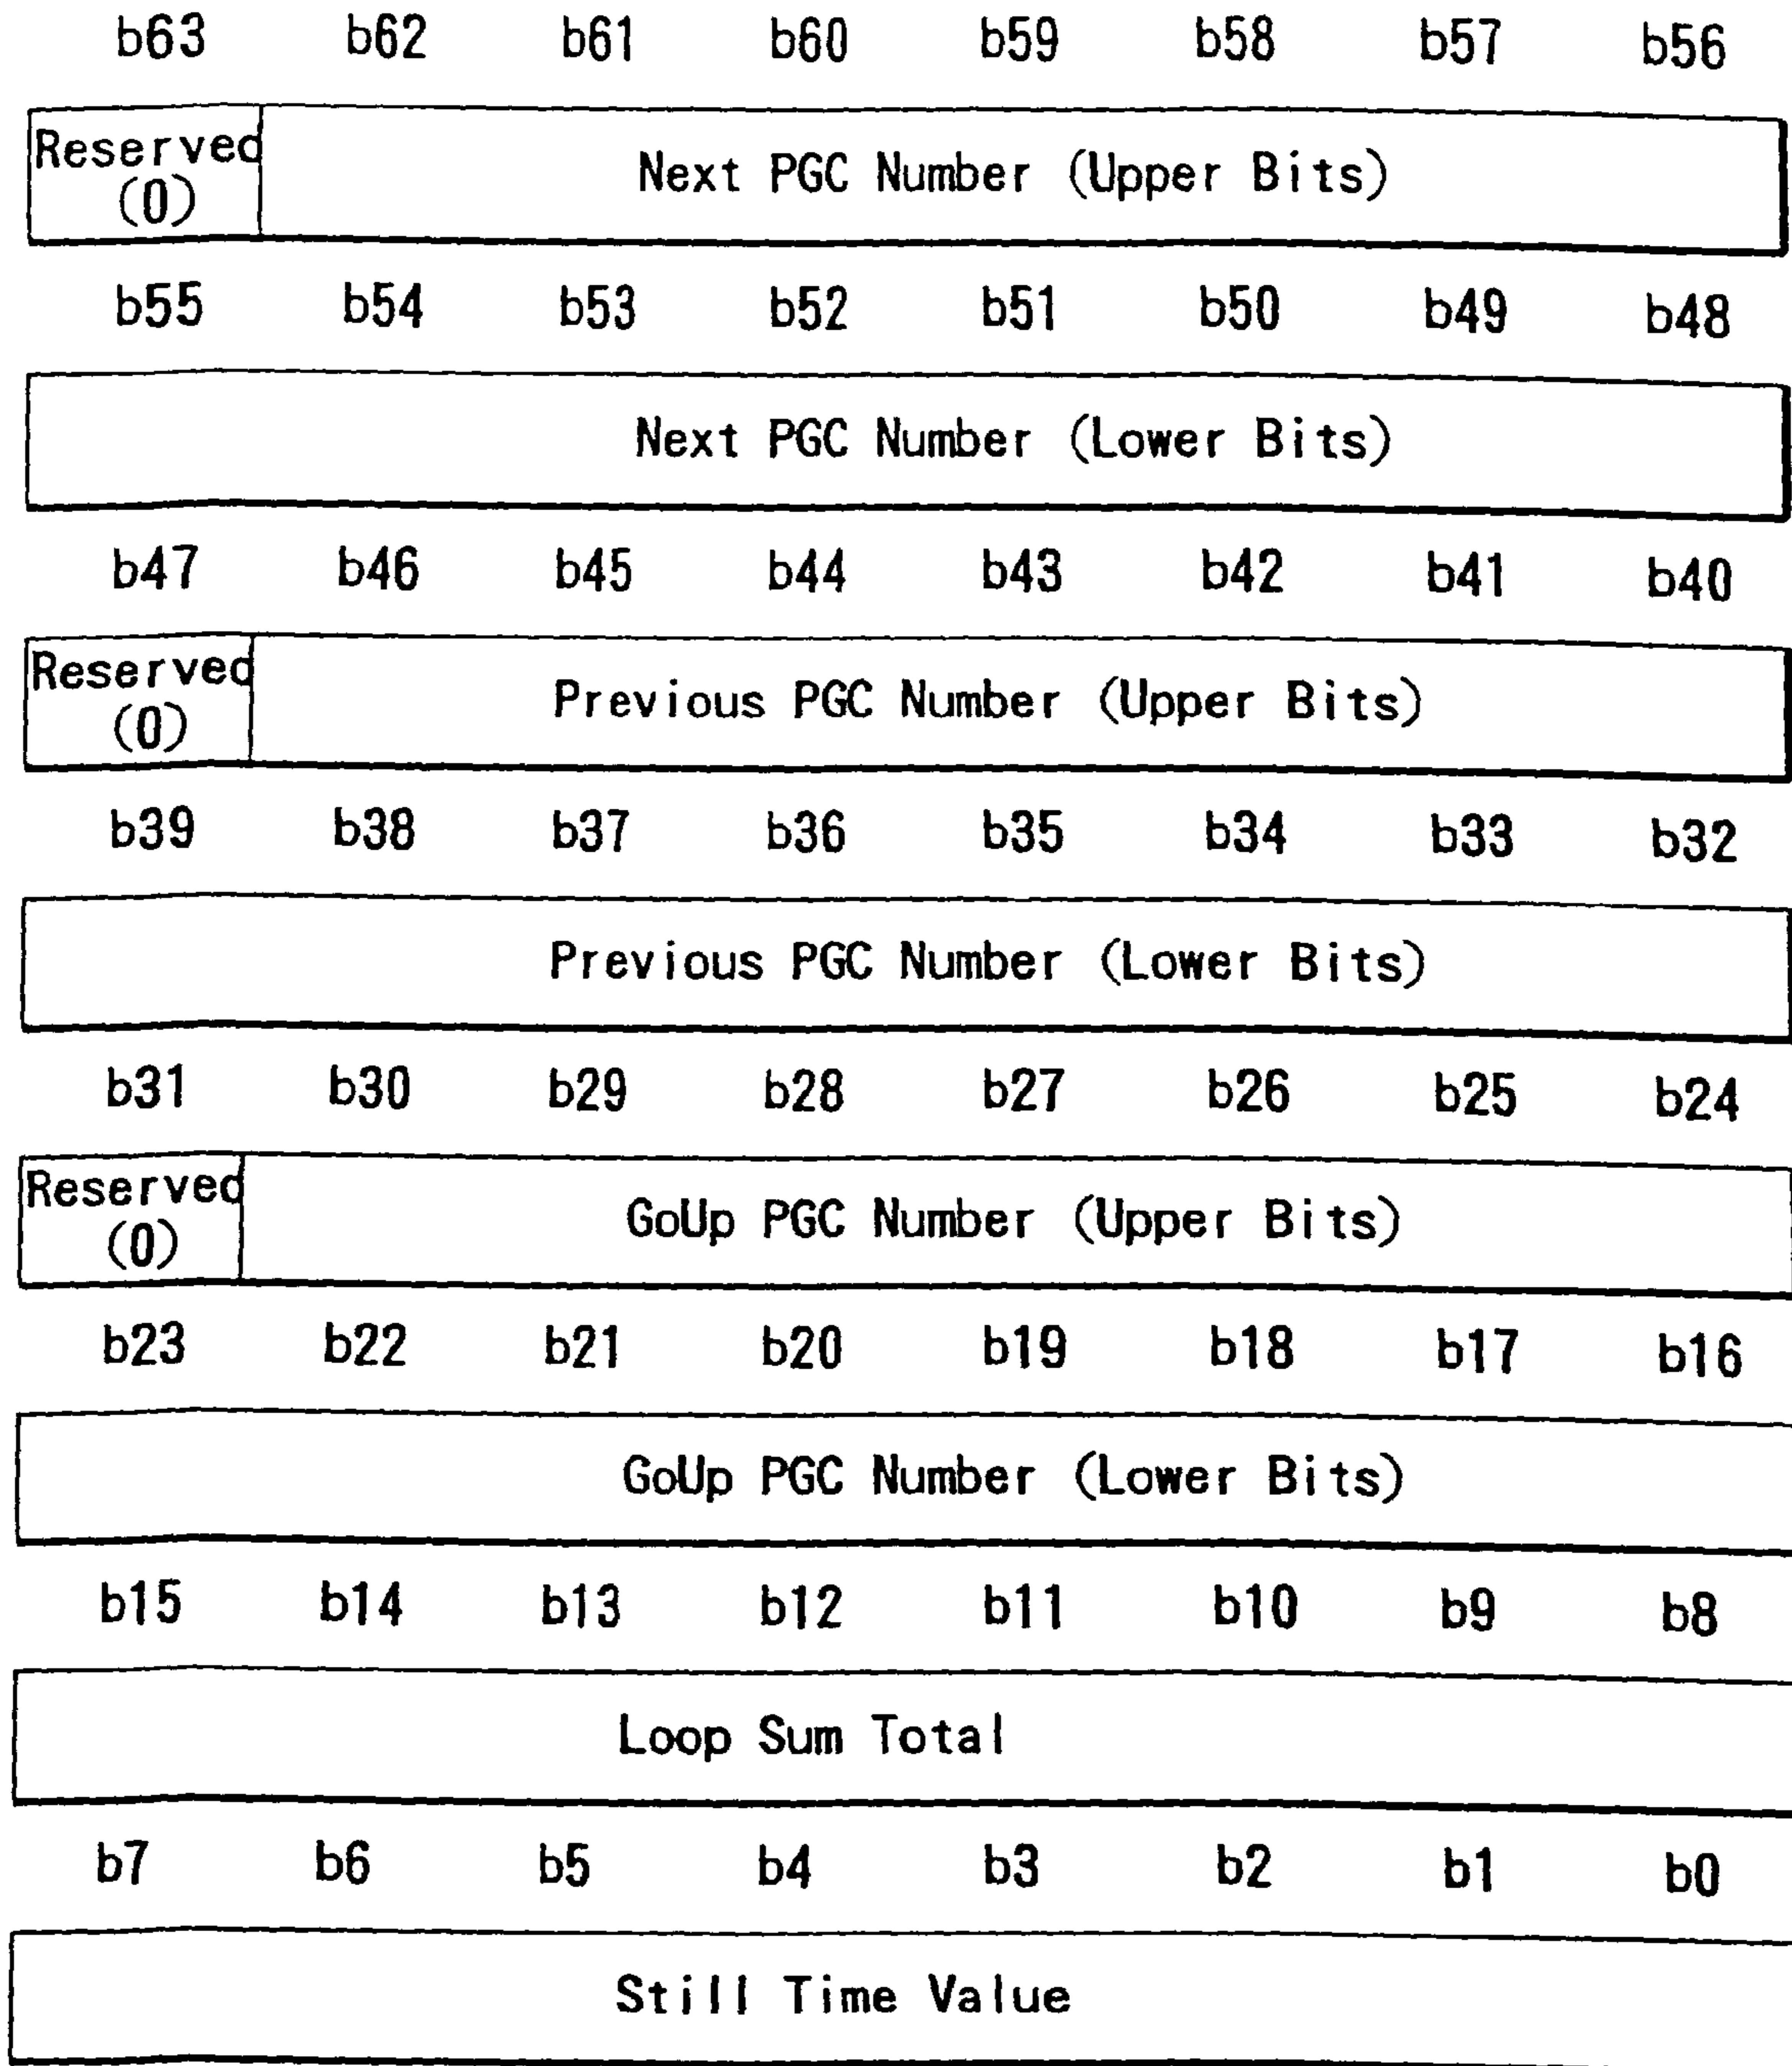 b63 b62 b61 b60 b59 b58 b57 b56
Reserved
(0)
Next PGC Number (Upper Bits)
b55 b54 b53 b52 b51 b50 b49 b48
Next PGC Number (Lower Bits)
b47 b46 b45 b44 b43 b42 b41 b40
Reserved
(0)
Previous PGC Number (Upper Bits)
b39 b38 b37 b36 b35 b34 b33 b32
Previous PGC Number (Lower Bits)
b31 b30 b29 b28 b27 b26 b25 b24
Reserved
(0)
GoUp PGC Number (Upper Bits)
b23 b22 b21 b20 b19 b18 b17 b16
GoUp PGC Number (Lower Bits)
b15 b14 b13 b12 b11 b10 b9 b8
Loop Sum Total
b7 b6 b5 b4 b3 b2 b1 b0
Still Time Value